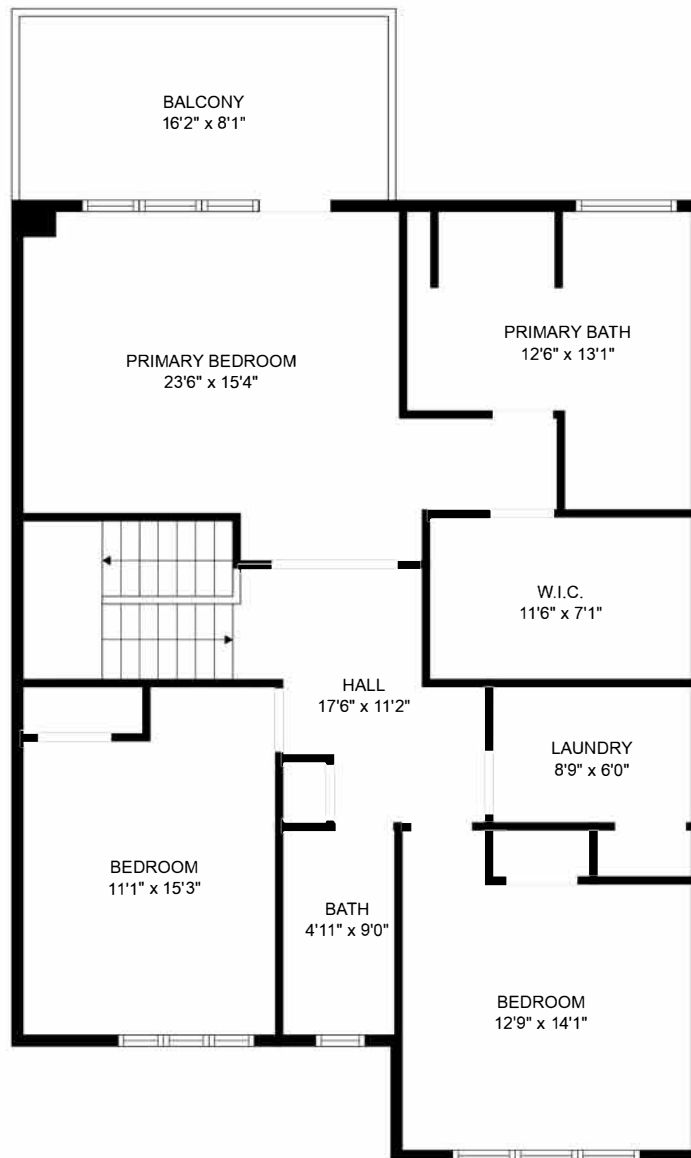 BALCONY
16'2" x 8'1"
PRIMARY BEDROOM
23'6" x 15'4"
PRIMARY BATH
12'6" x 13'1"
W.I.C.
11'6" x 7'1"
HALL
17'6" x 11'2"
LAUNDRY
8'9" x 6'0"
BEDROOM
11'1" x 15'3"
BATH
4'11" x 9'0"
BEDROOM
12'9" x 14'1"